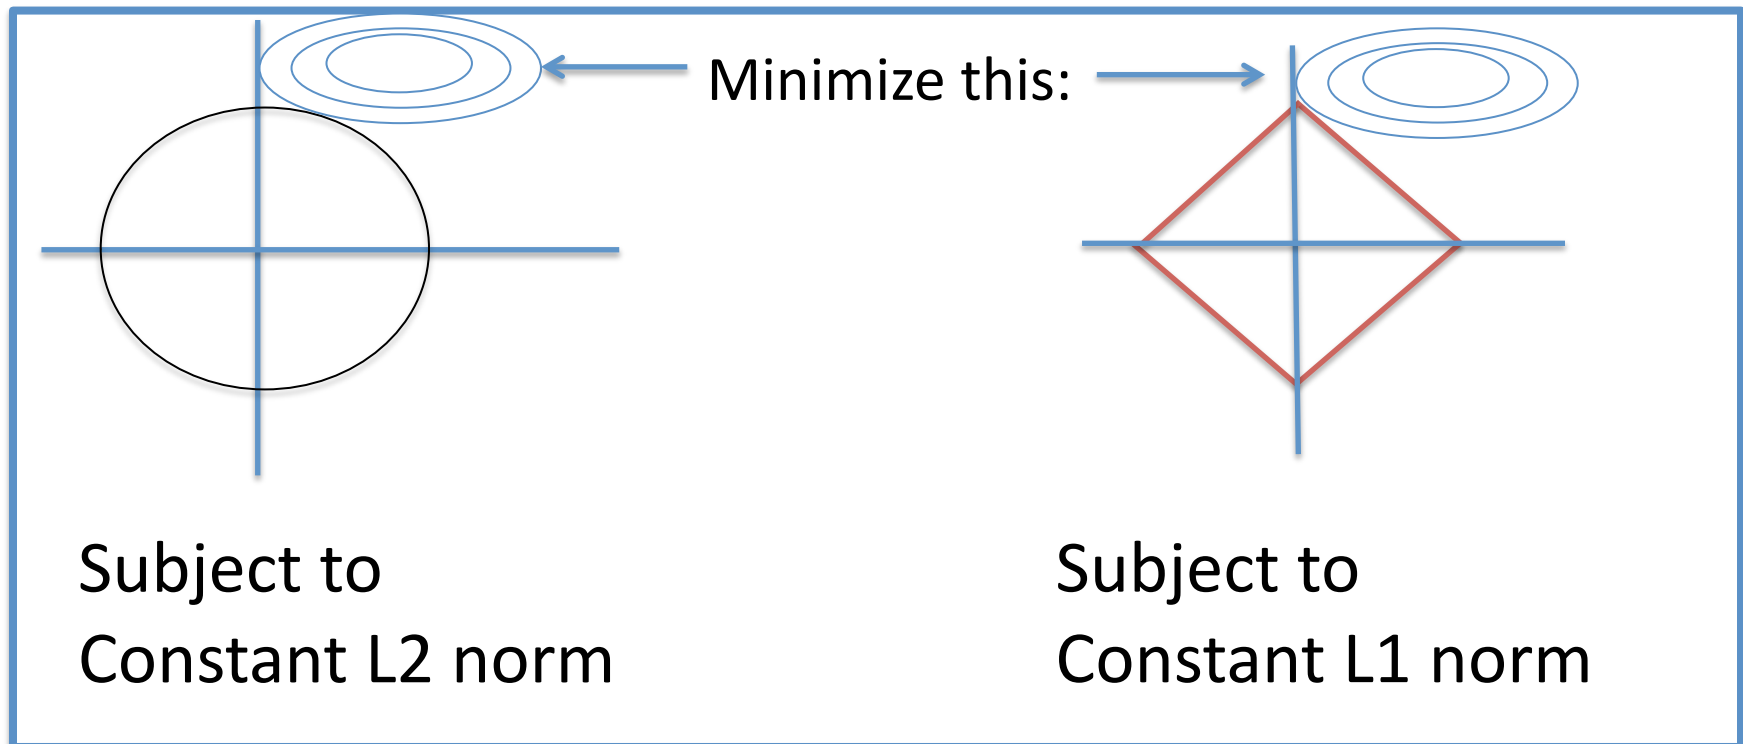 Minimize this:
Subject to
Constant L2 norm
Subject to
Constant L1 norm